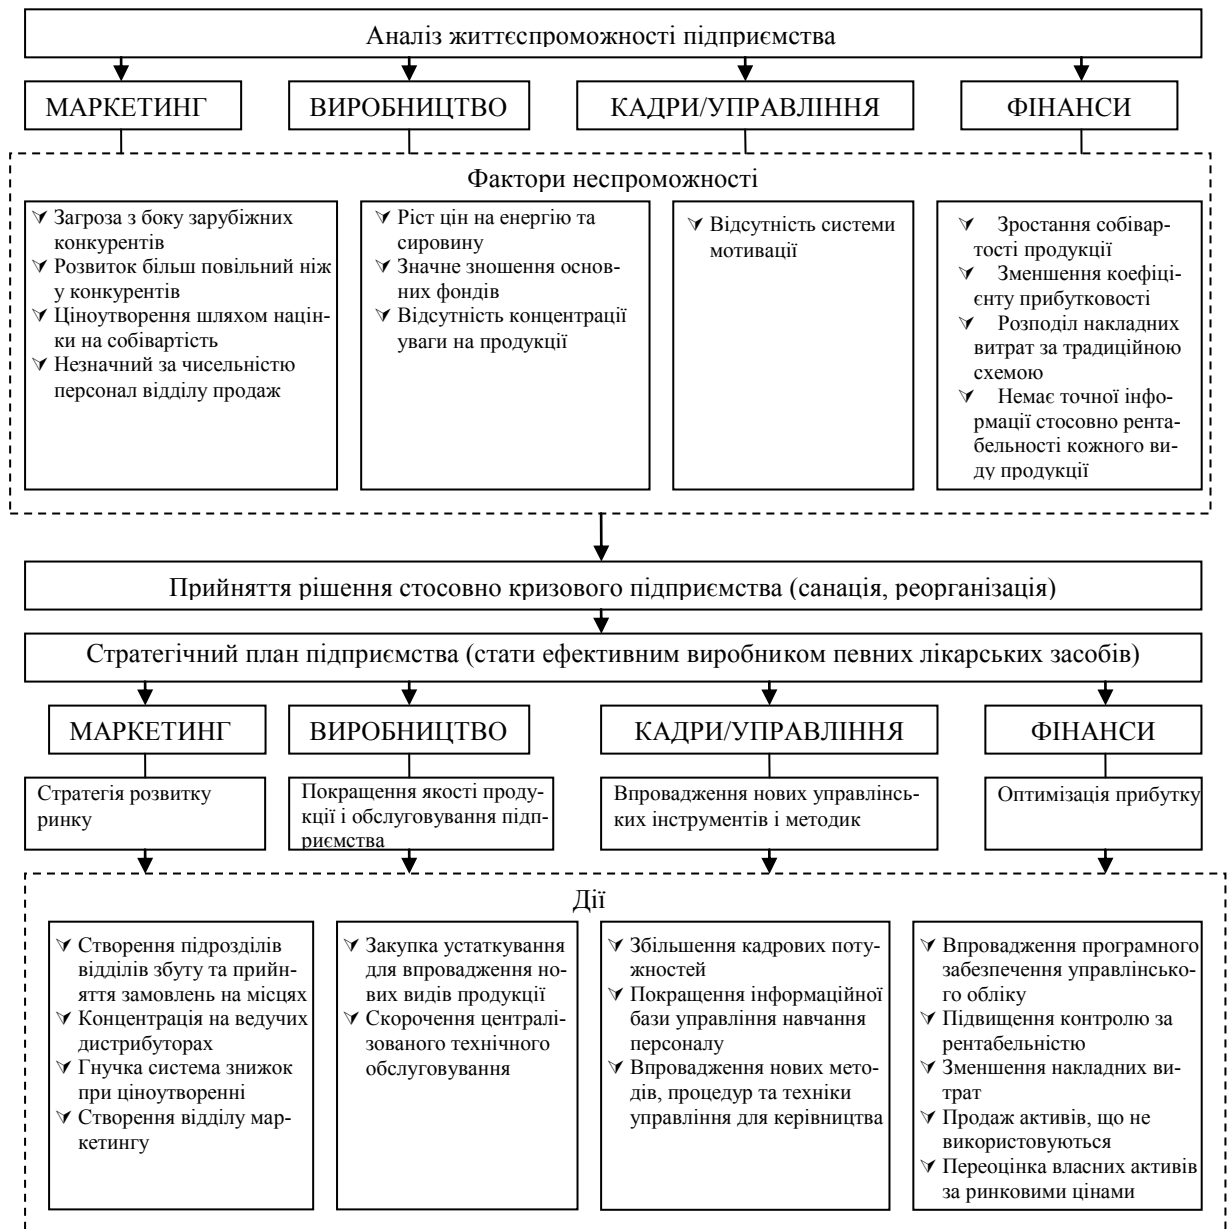 Аналіз життєспроможності підприємства
МАРКЕТИНГ
ВИРОБНИЦТВО
КАДРИ/УПРАВЛІННЯ
ФІНАНСИ
Фактори неспроможності
⮚ Загроза з боку зарубіжних
конкурентів
⮚ Розвиток більш повільний ніж
у конкурентів
⮚ Ціноутворення шляхом націн-
ки на собівартість
⮚ Незначний за чисельністю
персонал відділу продаж
⮚ Ріст цін на енергію та
сировину
⮚ Значне зношення основ-
них фондів
⮚ Відсутність концентрації
уваги на продукції
⮚ Відсутність системи
мотивації
⮚ Зростання собівар-
тості продукції
⮚ Зменшення коефіці-
єнту прибутковості
⮚ Розподіл накладних
витрат за традиційною
схемою
⮚ Немає точної інфо-
рмації стосовно рента-
бельності кожного ви-
ду продукції
Прийняття рішення стосовно кризового підприємства (санація, реорганізація)
Стратегічний план підприємства (стати ефективним виробником певних лікарських засобів)
МАРКЕТИНГ
ВИРОБНИЦТВО
КАДРИ/УПРАВЛІННЯ
ФІНАНСИ
Стратегія розвитку
ринку
Покращення якості проду-
кції і обслуговування підп-
риємства
Впровадження нових управлінсь-
ких інструментів і методик
Оптимізація прибутку
Дії
⮚ Створення підрозділів
відділів збуту та прийн-
яття замовлень на місцях
⮚ Концентрація на ведучих
дистрибуторах
⮚ Гнучка система знижок
при ціноутворенні
⮚ Створення відділу мар-
кетингу
⮚ Закупка устаткування
для впровадження но-
вих видів продукції
⮚ Скорочення централі-
зованого технічного
обслуговування
⮚ Збільшення кадрових поту-
жностей
⮚ Покращення інформаційної
бази управління навчання
персоналу
⮚ Впровадження нових мето-
дів, процедур та техніки
управління для керівництва
⮚ Впровадження програмного
забезпечення управлінсько-
го обліку
⮚ Підвищення контролю за
рентабельністю
⮚ Зменшення накладних ви-
трат
⮚ Продаж активів, що не
використовуються
⮚ Переоцінка власних активів
за ринковими цінами